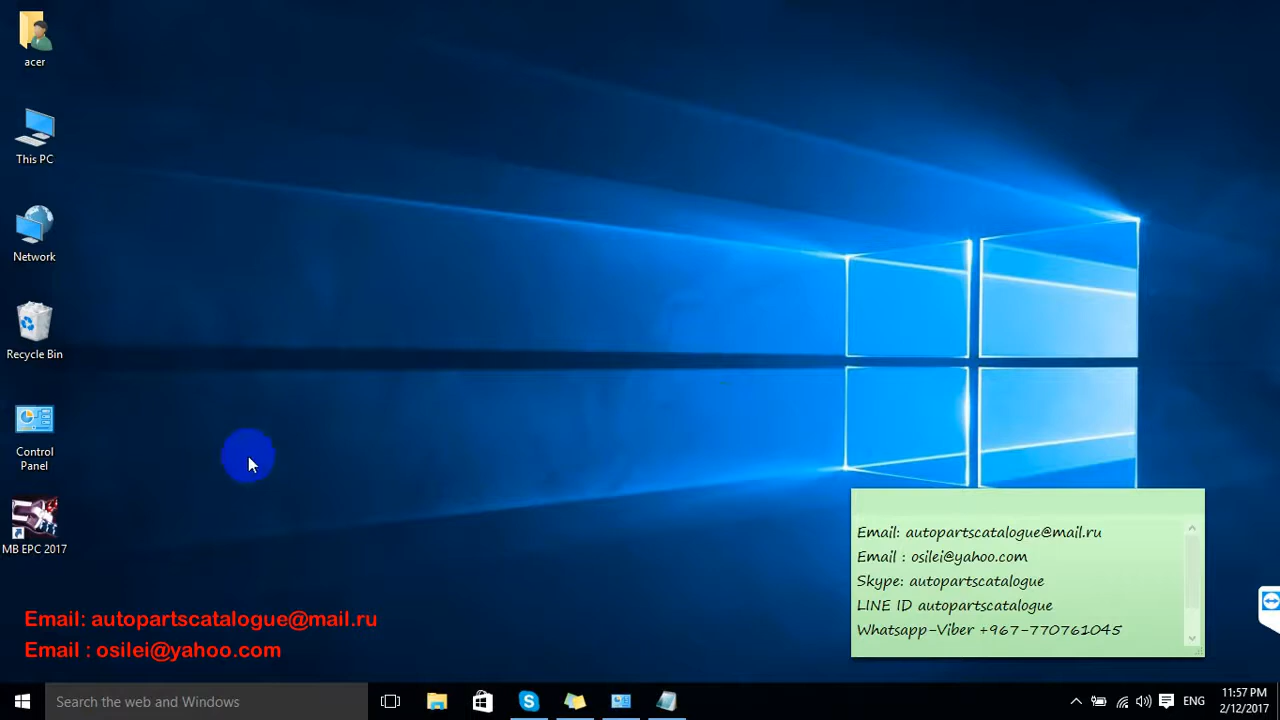 acer
This PC
Network
Recycle Bin
Control
Panel
MB EPC 2017
Email: autopartscatalogue@mail.ru
Email : osilei@yahoo.com
Email: autopartscatalogue@mail.ru
Email : osilei@yahoo.com
Skype: autopartscatalogue
LINE ID autopartscatalogue
Whatsapp-Viber +967-770761045
Search the web and Windows
ENG
11:57 PM
2/12/2017